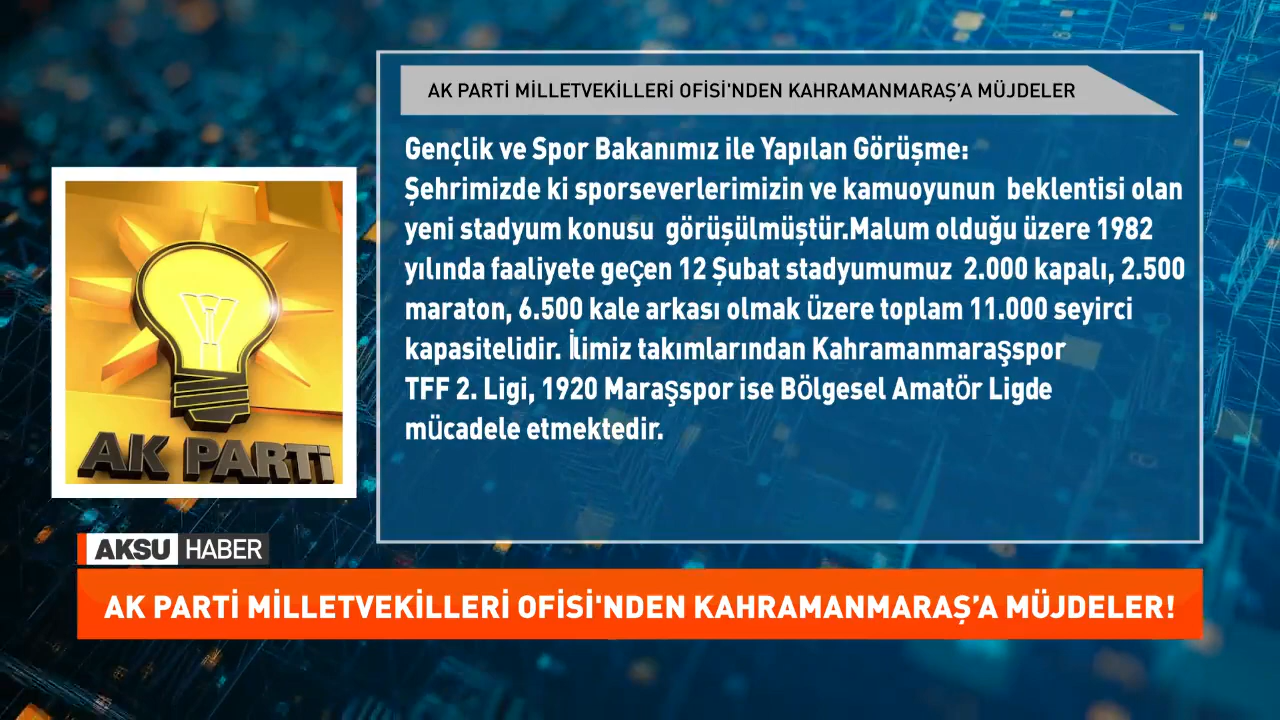 AK PARTİ MİLLETVEKİLLERİ OFİSİ'NDEN KAHRAMANMARAŞ’A MÜJDELER
Gençlik ve Spor Bakanımız ile Yapılan Görüşme:
Şehrimizde ki sporseverlerimizin ve kamuoyunun  beklentisi olan
yeni stadyum konusu  görüşülmüştür.Malum olduğu üzere 1982
yılında faaliyete geçen 12 Şubat stadyumumuz  2.000 kapalı, 2.500
maraton, 6.500 kale arkası olmak üzere toplam 11.000 seyirci
kapasitelidir. İlimiz takımlarından Kahramanmaraşspor
TFF 2. Ligi, 1920 Maraşspor ise Bölgesel Amatör Ligde
mücadele etmektedir.
AK PARTİ
AKSU HABER
AK PARTİ MİLLETVEKİLLERİ OFİSİ'NDEN KAHRAMANMARAŞ’A MÜJDELER!